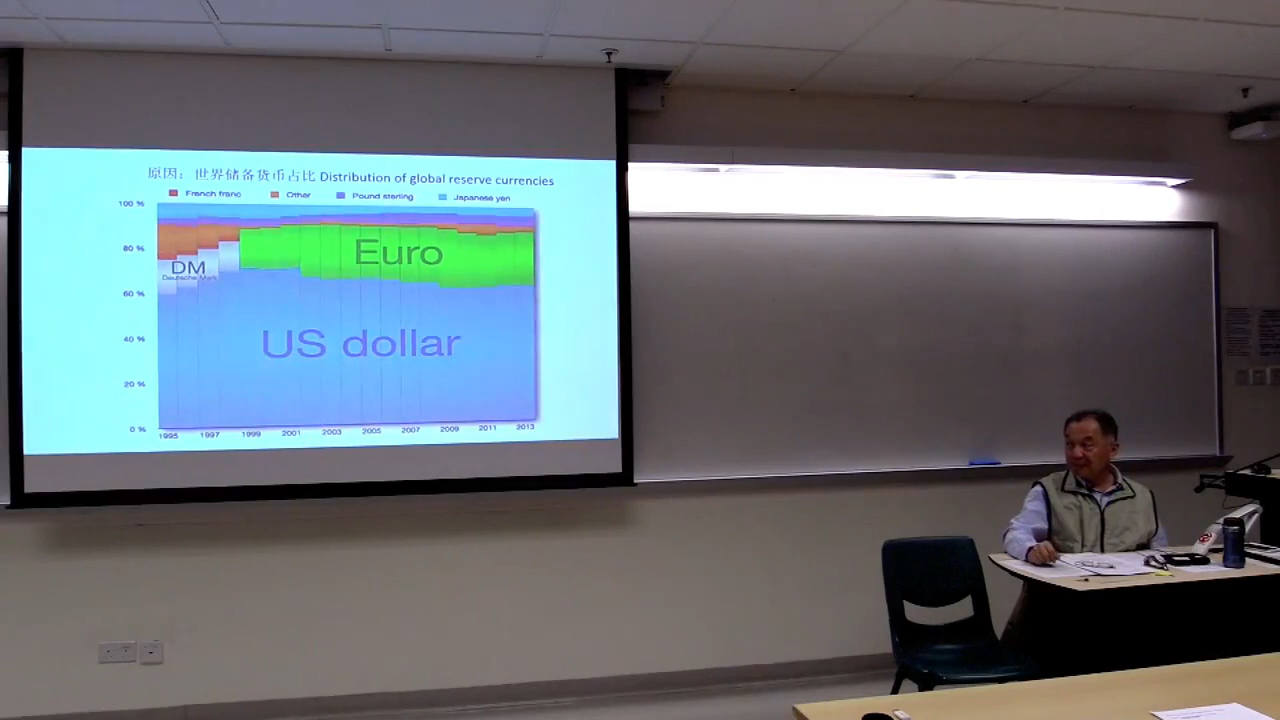 原因：世界储备货币占比 Distribution of global reserve currencies
French franc Other Pound sterling Japanese yen
100 %
80 %
60 %
40 %
20 %
0 %
Euro
DM
Deutsche Mark
US dollar
1995 1997 1999 2001 2003 2005 2007 2009 2011 2013